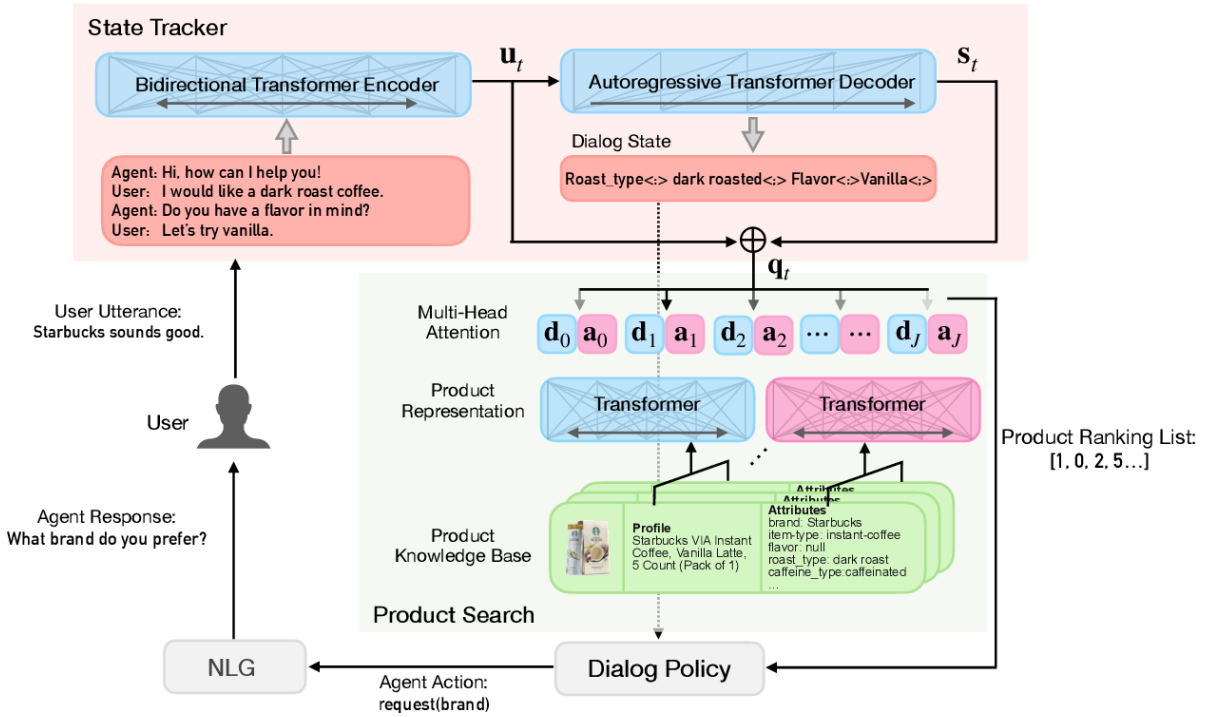 State Tracker
Bidirectional Transformer Encoder
u_t
Autoregressive Transformer Decoder
s_t
Dialog State
Agent: Hi, how can I help you!
User: I would like a dark roast coffee.
Agent: Do you have a flavor in mind?
User: Let's try vanilla.
Roast_type<:> dark roasted<;> Flavor<:>Vanilla<;>
q_t
User Utterance:
Starbucks sounds good.
Multi-Head
Attention
d_0 a_0 d_1 a_1 d_2 a_2 ... ... d_J a_J
Product
Representation
Transformer
Transformer
User
Product Ranking List:
[1, 0, 2, 5...]
...
Agent Response:
What brand do you prefer?
Product
Knowledge Base
Attributes
Attributes
Profile
Starbucks VIA Instant
Coffee, Vanilla Latte,
5 Count (Pack of 1)
Attributes
brand: Starbucks
item-type: instant-coffee
flavor: null
roast_type: dark roast
caffeine_type:caffeinated
...
Product Search
NLG
Agent Action:
request(brand)
Dialog Policy